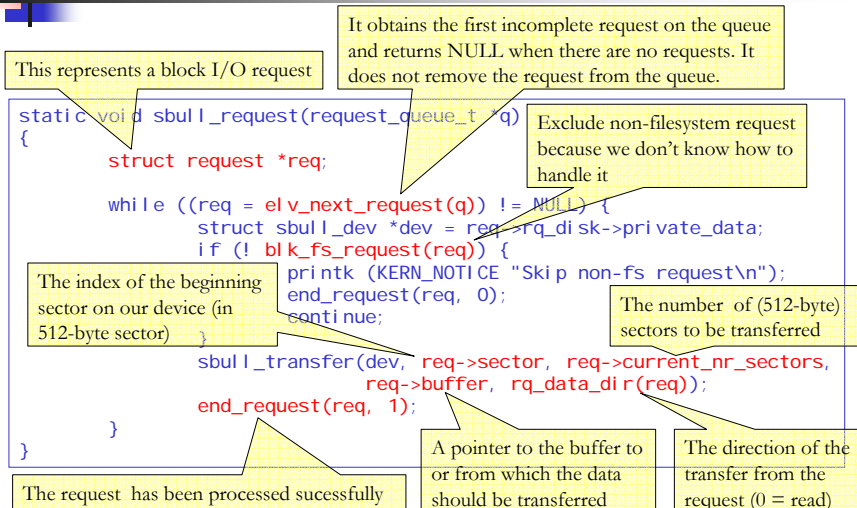 It obtains the first incomplete request on the queue
and returns NULL when there are no requests. It
does not remove the request from the queue.
This represents a block I/O request
static void sbull_request(request_queue_t *q)
{
struct request *req;
Exclude non-filesystem request
because we don't know how to
handle it
while ((req = elv_next_request(q)) != NULL) {
struct sbull_dev *dev = req->rq_disk->private_data;
if (! blk_fs_request(req)) {
printk (KERN_NOTICE "Skip non-fs request\n");
end_request(req, 0);
continue;
}
The index of the beginning
sector on our device (in
512-byte sector)
The number of (512-byte)
sectors to be transferred
sbull_transfer(dev, req->sector, req->current_nr_sectors,
req->buffer, rq_data_dir(req));
end_request(req, 1);
}
}
The request has been processed sucessfully
A pointer to the buffer to
or from which the data
should be transferred
The direction of the
transfer from the
request (0 = read)